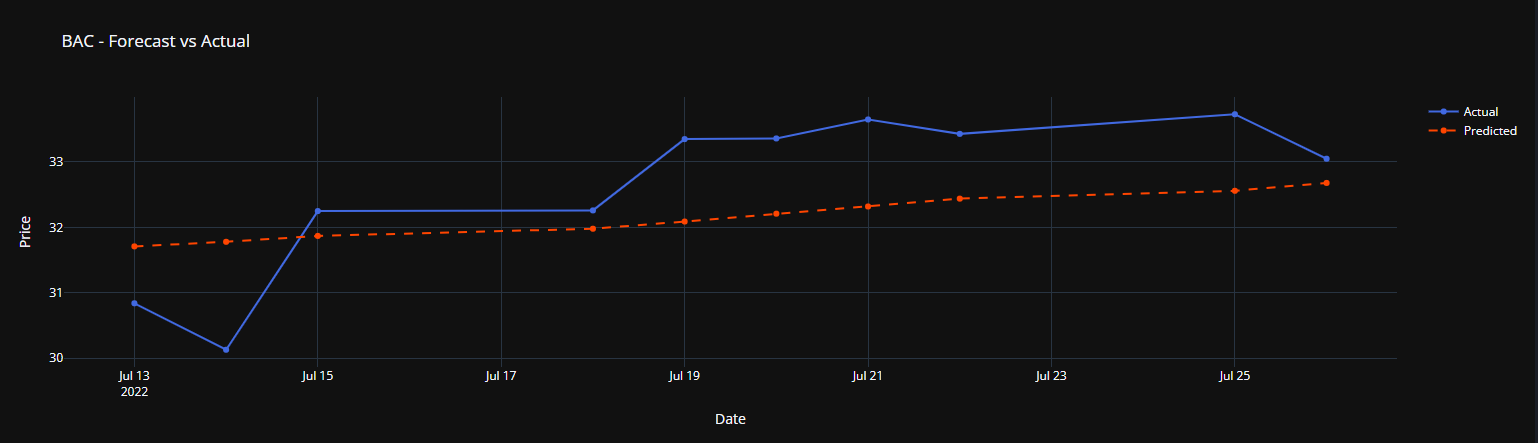 BAC - Forecast vs Actual
Actual
Predicted
Price
33
32
31
30
Jul 13 Jul 15 Jul 17 Jul 19 Jul 21 Jul 23 Jul 25
2022
Date